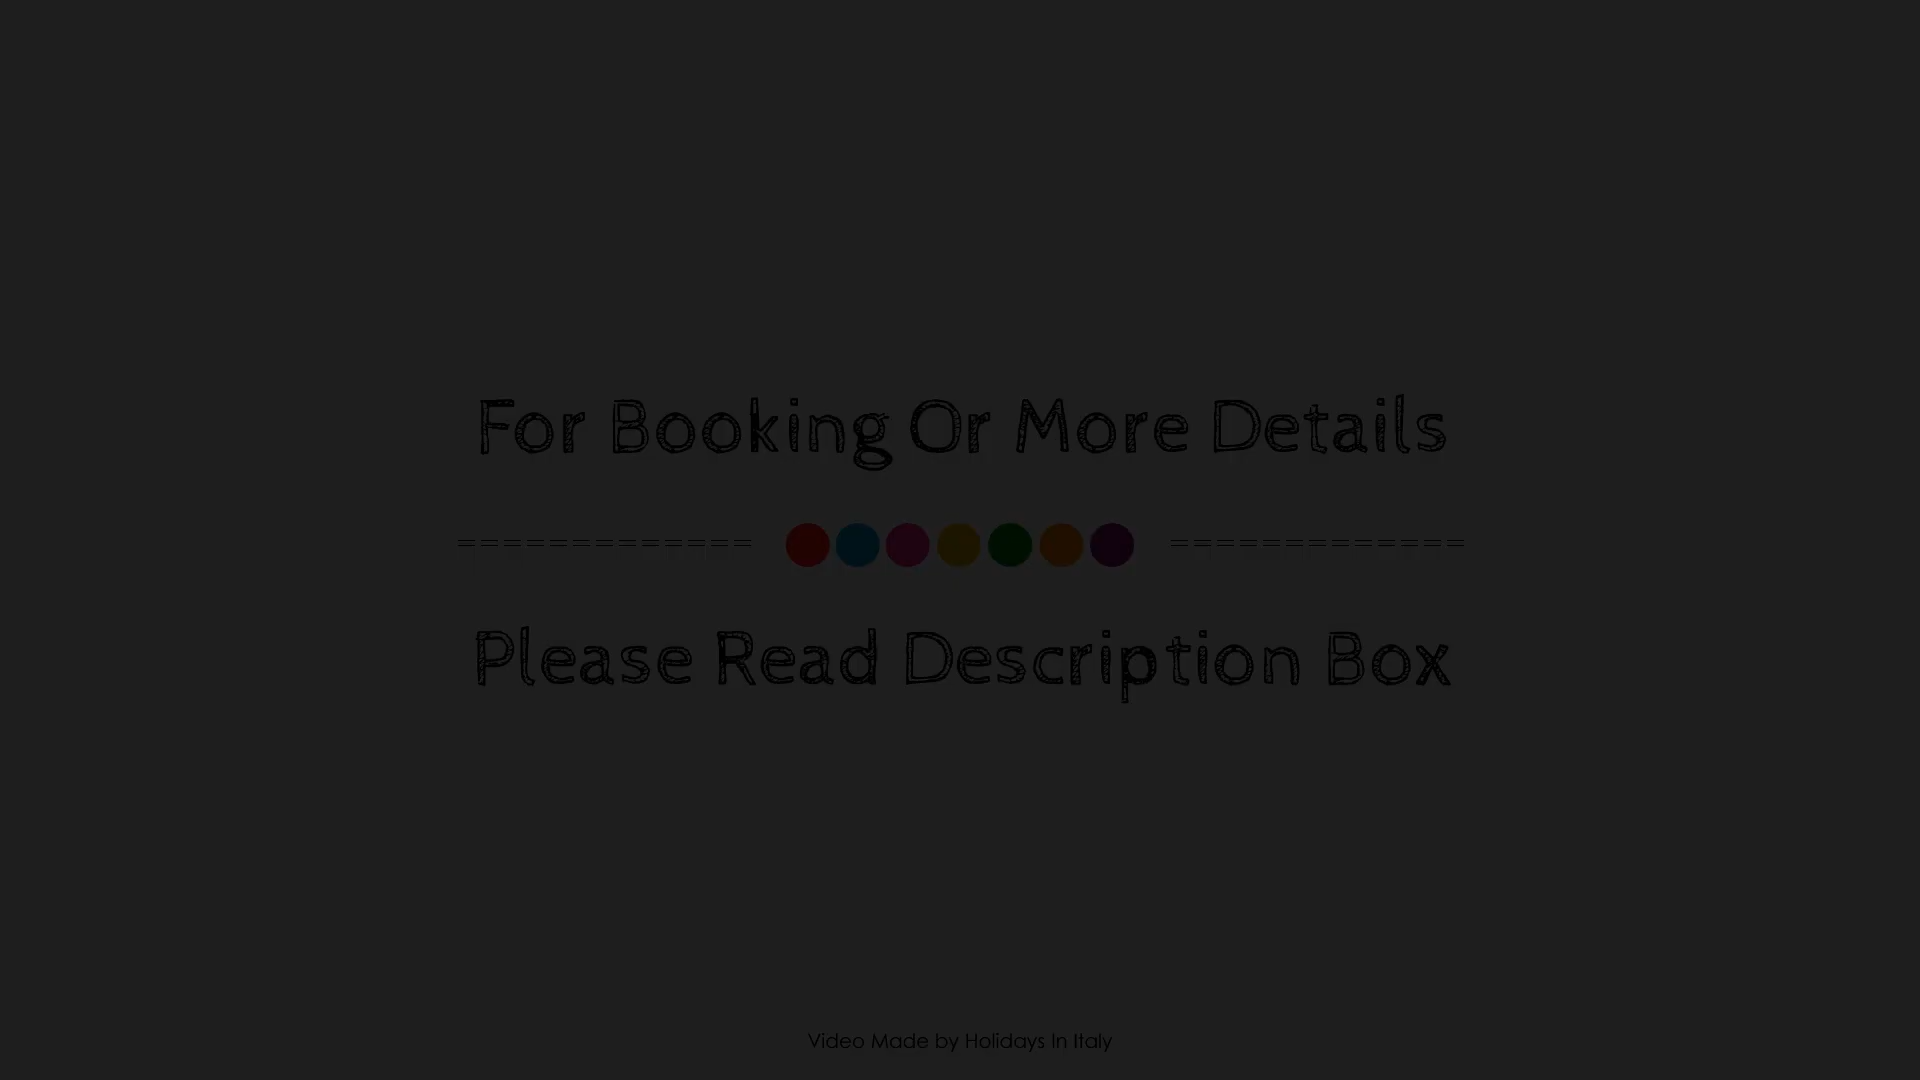 For Booking Or More Details
============= =============
Please Read Description Box
Video Made by Holidays In Italy